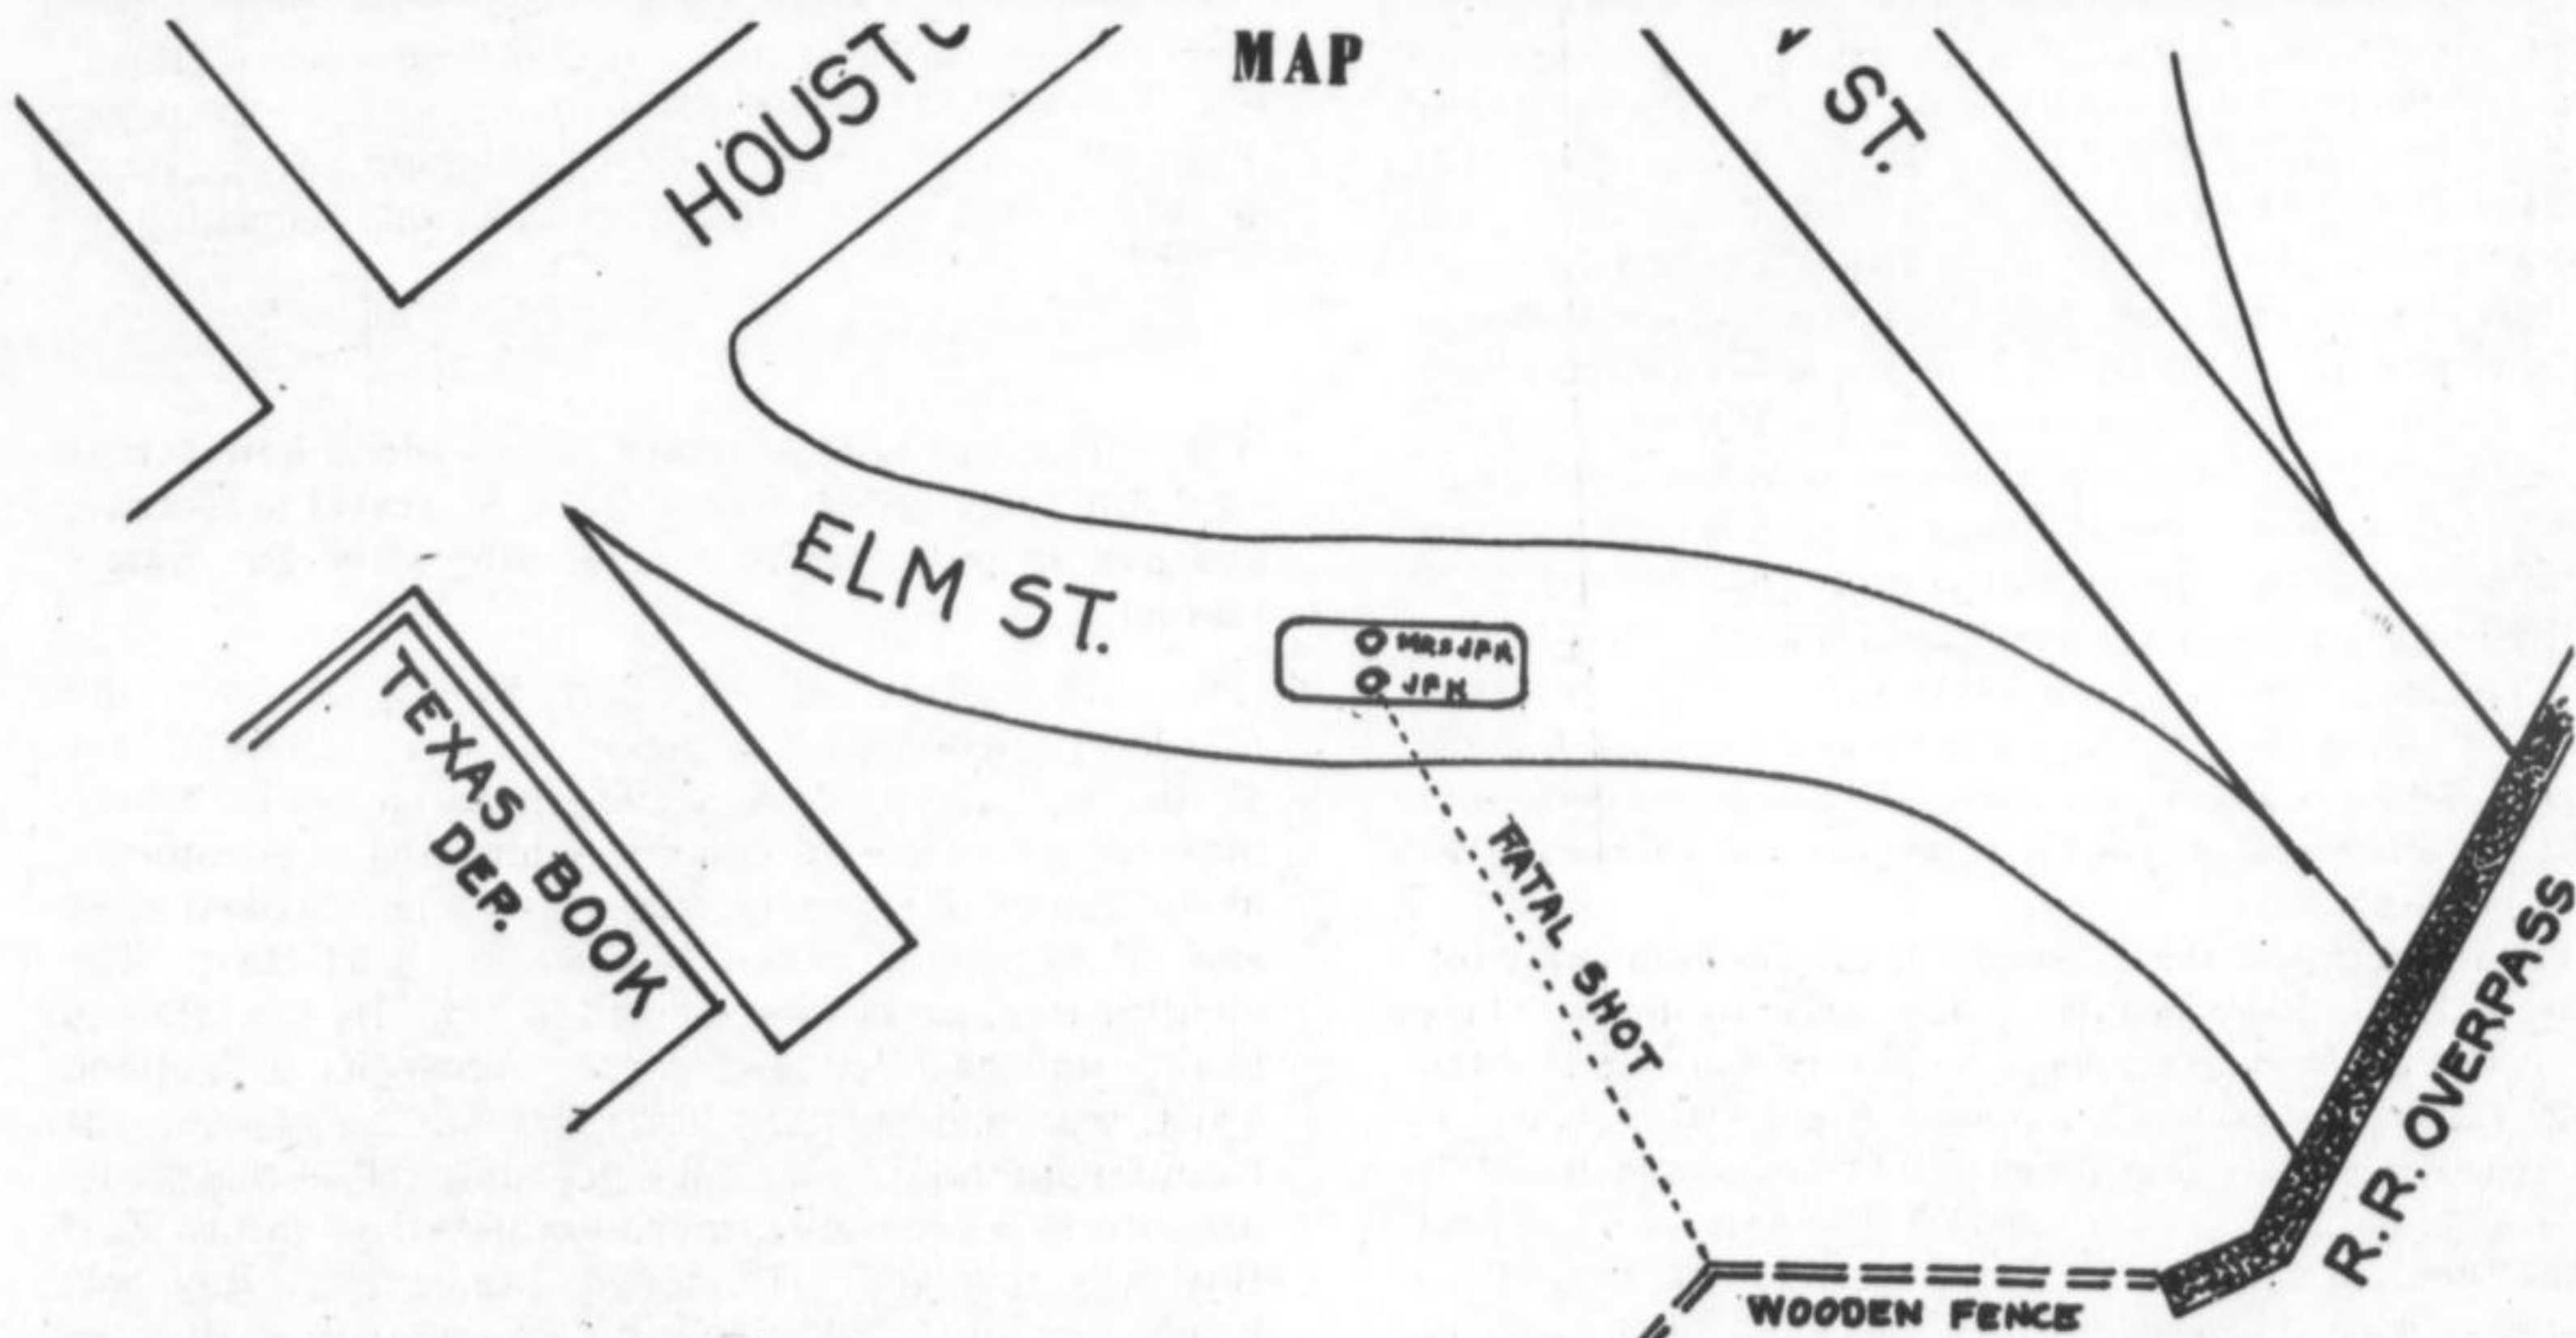 MAP
HOUST
ST.
ELM ST.
MRS JFK
JFK
TEXAS BOOK
DEP.
FATAL SHOT
R.R. OVERPASS
WOODEN FENCE